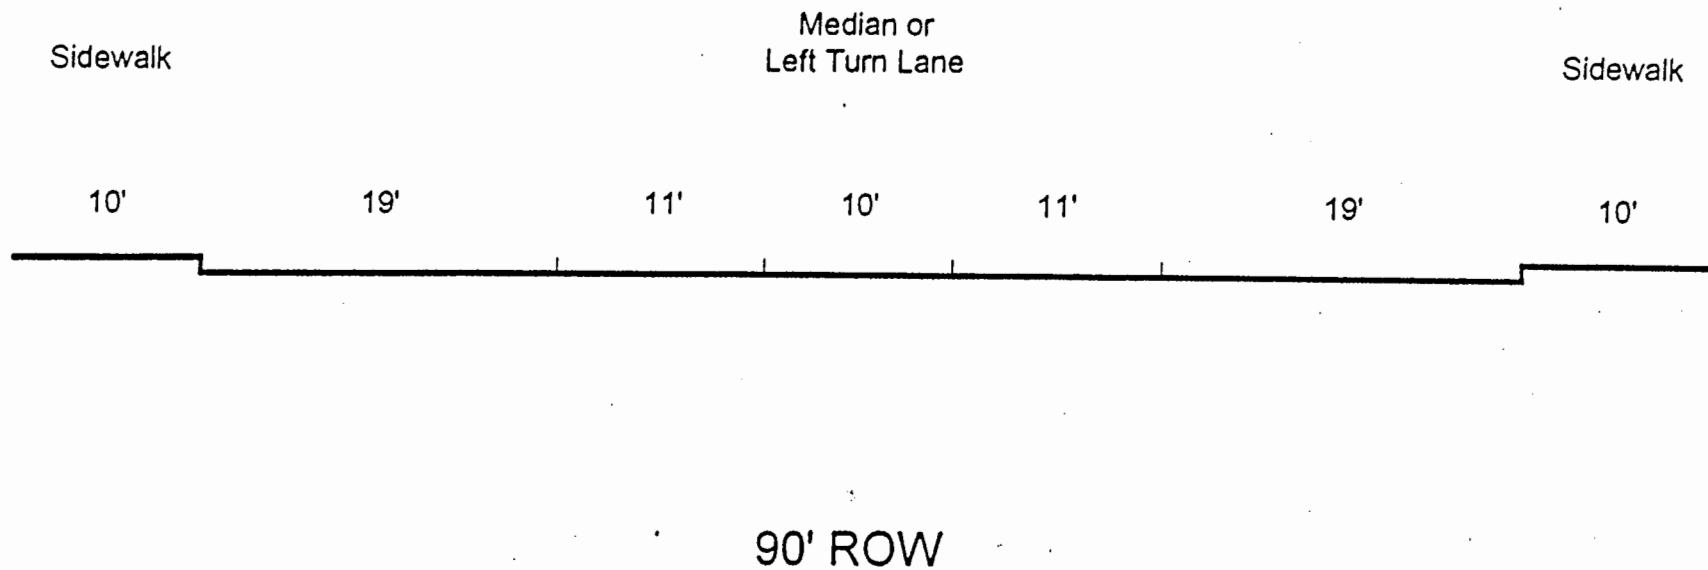 Median or
Left Turn Lane
Sidewalk
Sidewalk
10' 19' 11' 10' 11' 19' 10'
90' ROW